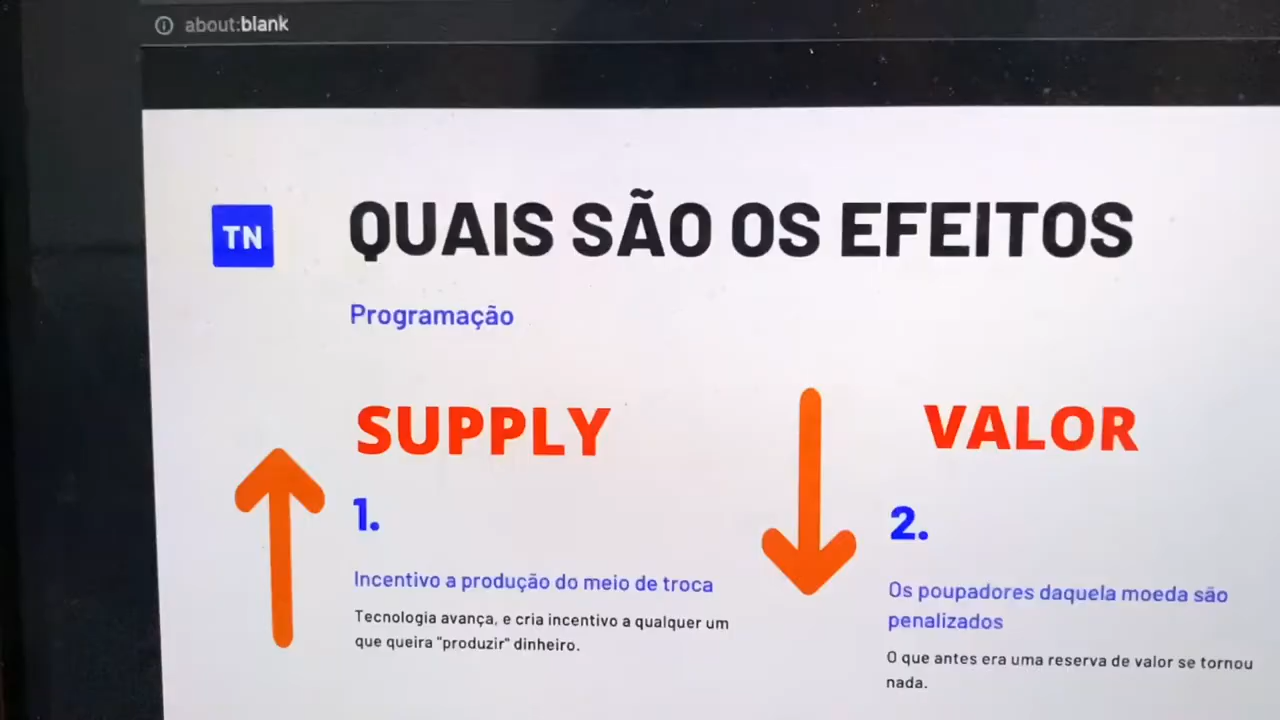 about:blank
TN
QUAIS SÃO OS EFEITOS
Programação
SUPPLY
VALOR
1.
Incentivo a produção do meio de troca
Tecnologia avança, e cria incentivo a qualquer um
que queira "produzir" dinheiro.
2.
Os poupadores daquela moeda são
penalizados
O que antes era uma reserva de valor se tornou
nada.